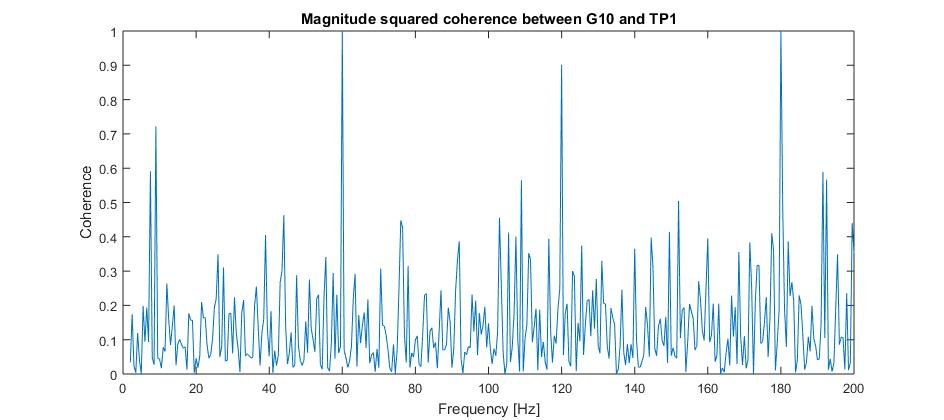 Magnitude squared coherence between G10 and TP1
1
0.9
0.8
0.7
0.6
0.5
0.4
0.3
0.2
0.1
0
Coherence
0 20 40 60 80 100 120 140 160 180 200
Frequency [Hz]